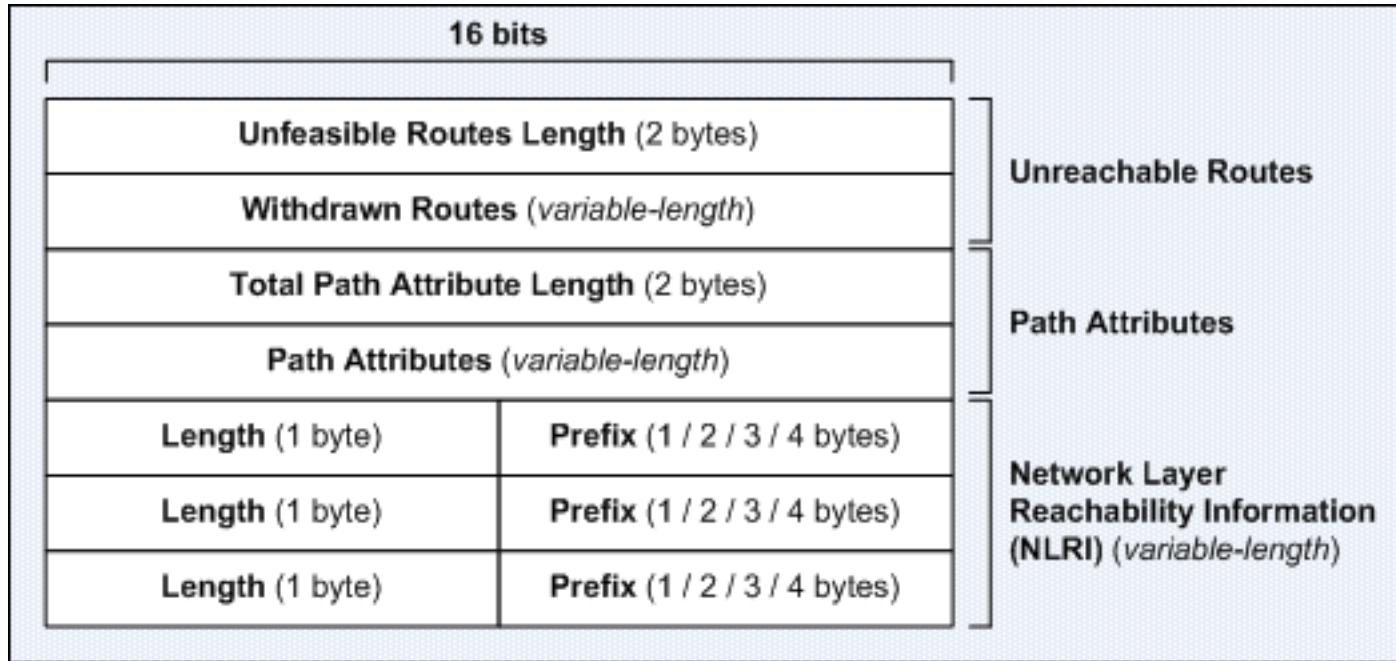 16 bits
Unfeasible Routes Length (2 bytes)
Withdrawn Routes (variable-length)
Unreachable Routes
Total Path Attribute Length (2 bytes)
Path Attributes (variable-length)
Path Attributes
Length (1 byte) Prefix (1 / 2 / 3 / 4 bytes)
Length (1 byte) Prefix (1 / 2 / 3 / 4 bytes)
Length (1 byte) Prefix (1 / 2 / 3 / 4 bytes)
Network Layer
Reachability Information
(NLRI) (variable-length)